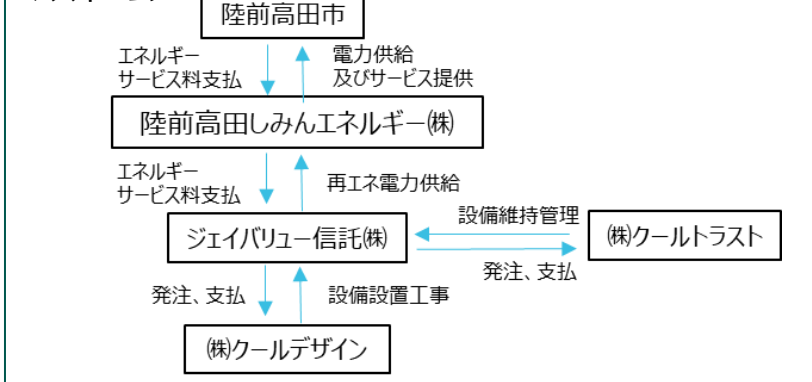 陸前高田市
エネルギー
サービス料支払
電力供給
及びサービス提供
陸前高田しみんエネルギー㈱
エネルギー
サービス料支払
再エネ電力供給
設備維持管理
ジェイバリュー信託㈱
㈱クールトラスト
発注、支払
発注、支払
設備設置工事
㈱クールデザイン